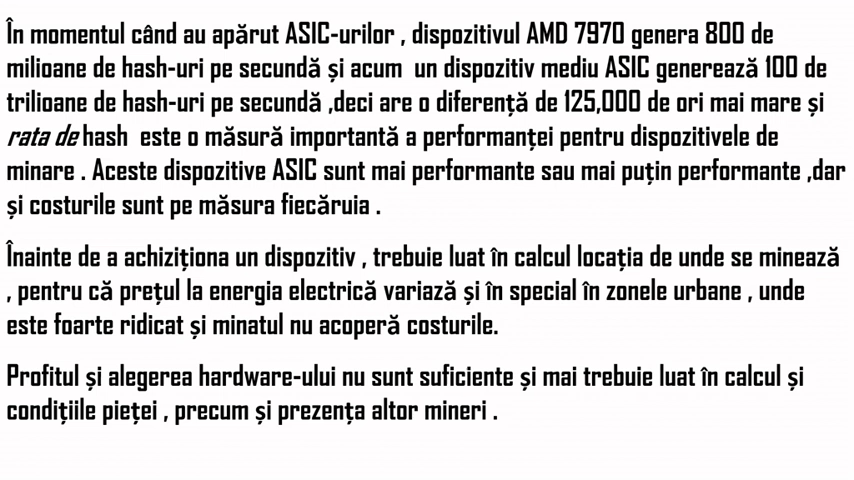 În momentul când au apărut ASIC-urilor , dispozitivul AMD 7970 genera 800 de
milioane de hash-uri pe secundă și acum  un dispozitiv mediu ASIC generează 100 de
trilioane de hash-uri pe secundă ,deci are o diferență de 125,000 de ori mai mare și
rata de hash  este o măsură importantă a performanței pentru dispozitivele de
minare . Aceste dispozitive ASIC sunt mai performante sau mai puțin performante ,dar
și costurile sunt pe măsura fiecăruia .
Înainte de a achiziționa un dispozitiv , trebuie luat în calcul locația de unde se minează
, pentru că prețul la energia electrică variază și în special în zonele urbane , unde
este foarte ridicat și minatul nu acoperă costurile.
Profitul și alegerea hardware-ului nu sunt suficiente și mai trebuie luat în calcul și
condițiile pieței , precum și prezența altor mineri .